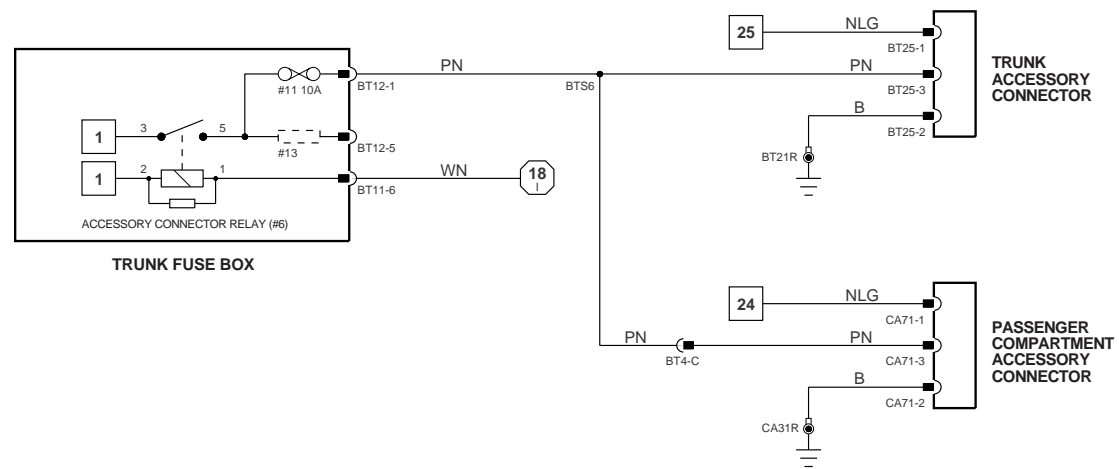 25
NLG
BT25-1
TRUNK
ACCESSORY
CONNECTOR
#11 10A
BT12-1
PN
BTS6
PN
BT25-3
B
BT25-2
1
3
5
#13
BT12-5
BT21R
1
2
1
BT11-6
WN
18
I
ACCESSORY CONNECTOR RELAY (#6)
TRUNK FUSE BOX
24
NLG
CA71-1
PASSENGER
COMPARTMENT
ACCESSORY
CONNECTOR
PN
BT4-C
PN
CA71-3
B
CA71-2
CA31R